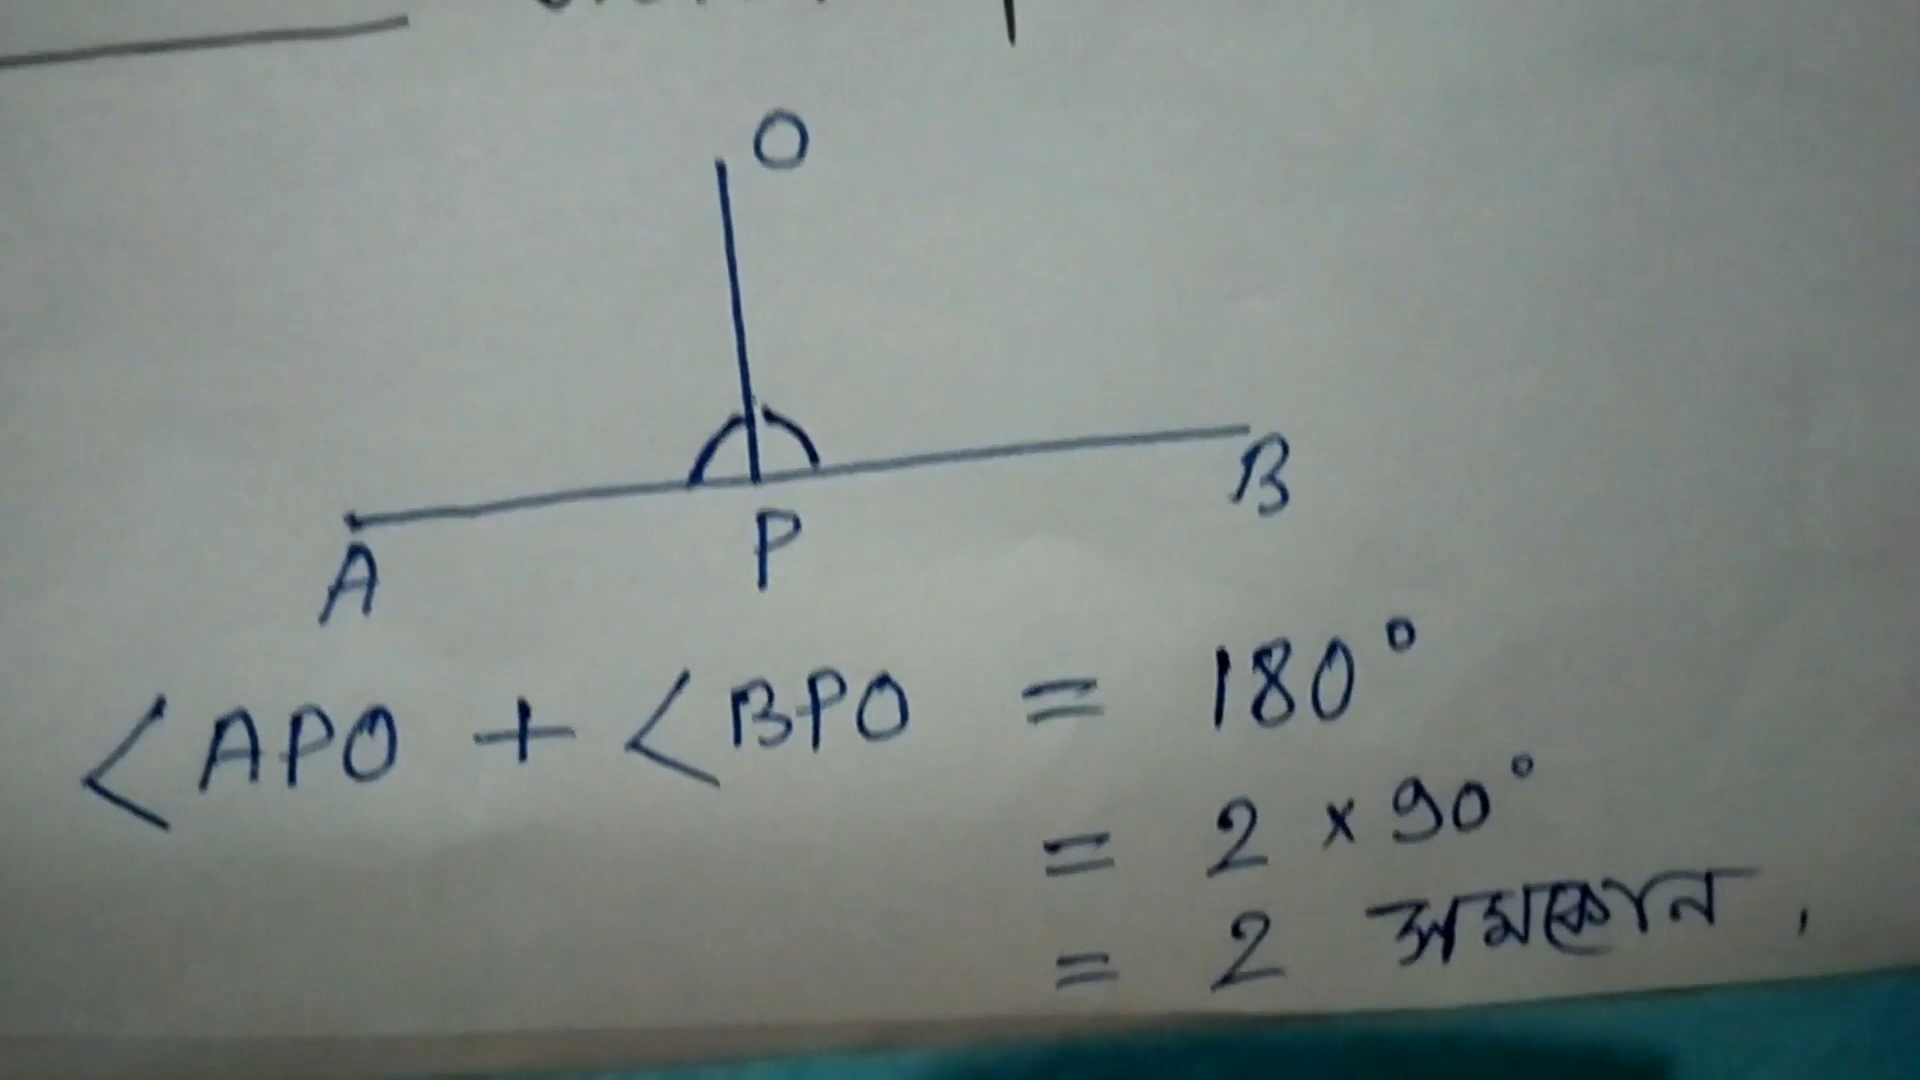 O
P
A
B
<APO + <BPO = 180°
= 2 × 90°
= 2 সমকোন.